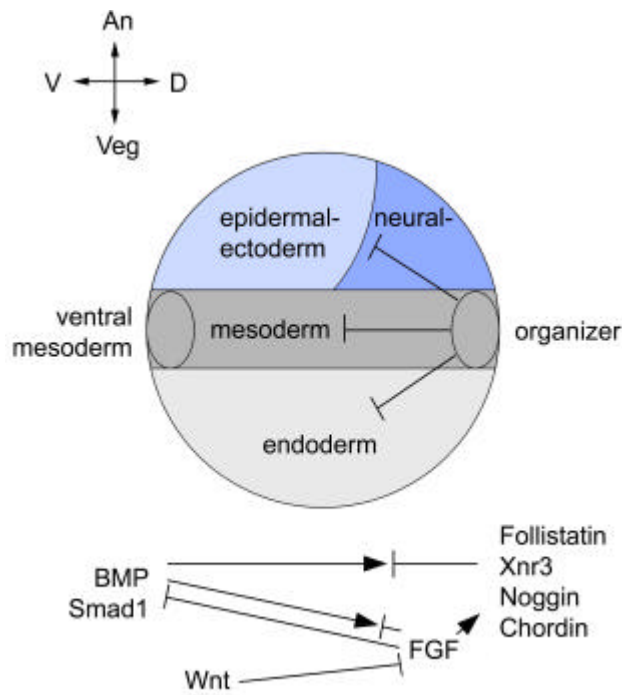 An
V D
Veg
epidermal-
ectoderm
neural-
ventral
mesoderm
mesoderm
organizer
endoderm
BMP
Smad1
Follistatin
Xnr3
Noggin
Chordin
FGF
Wnt